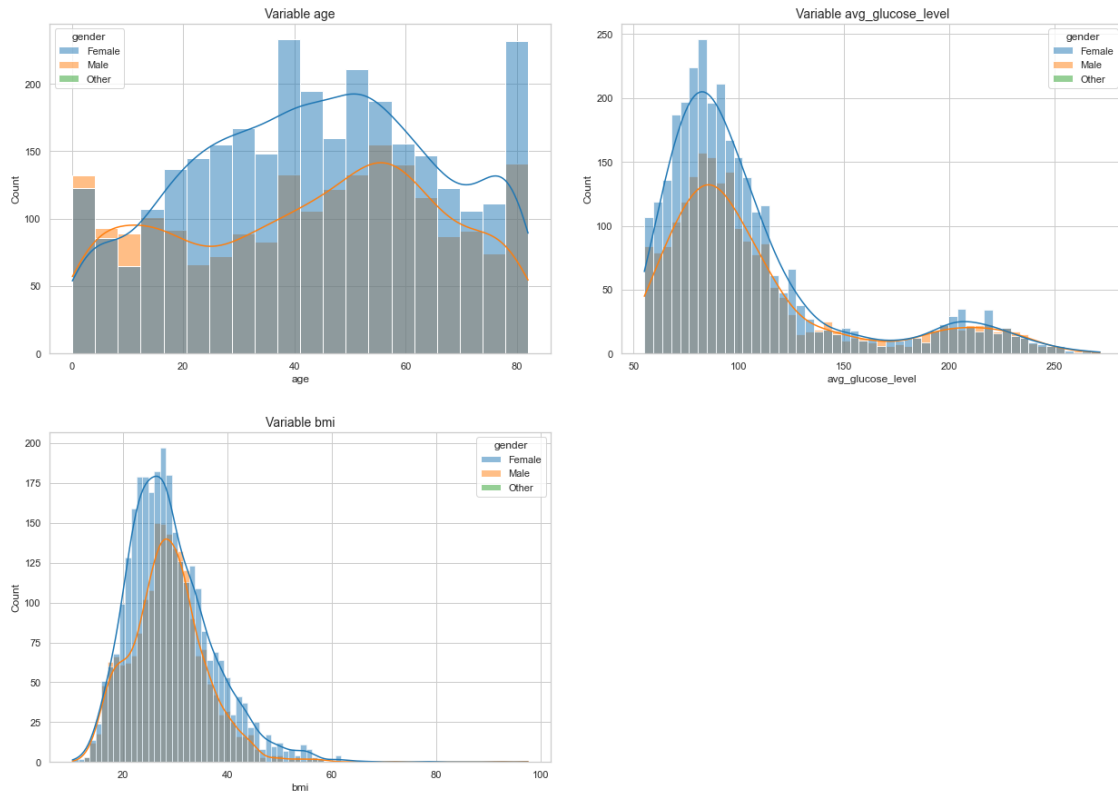 Variable age
gender
Female
Male
Other
Count
200
150
100
50
0
0
20
40
60
80
age
Variable avg_glucose_level
gender
Female
Male
Other
Count
250
200
150
100
50
0
50
100
150
200
250
avg_glucose_level
Variable bmi
gender
Female
Male
Other
Count
200
175
150
125
100
75
50
25
0
20
40
60
80
100
bmi